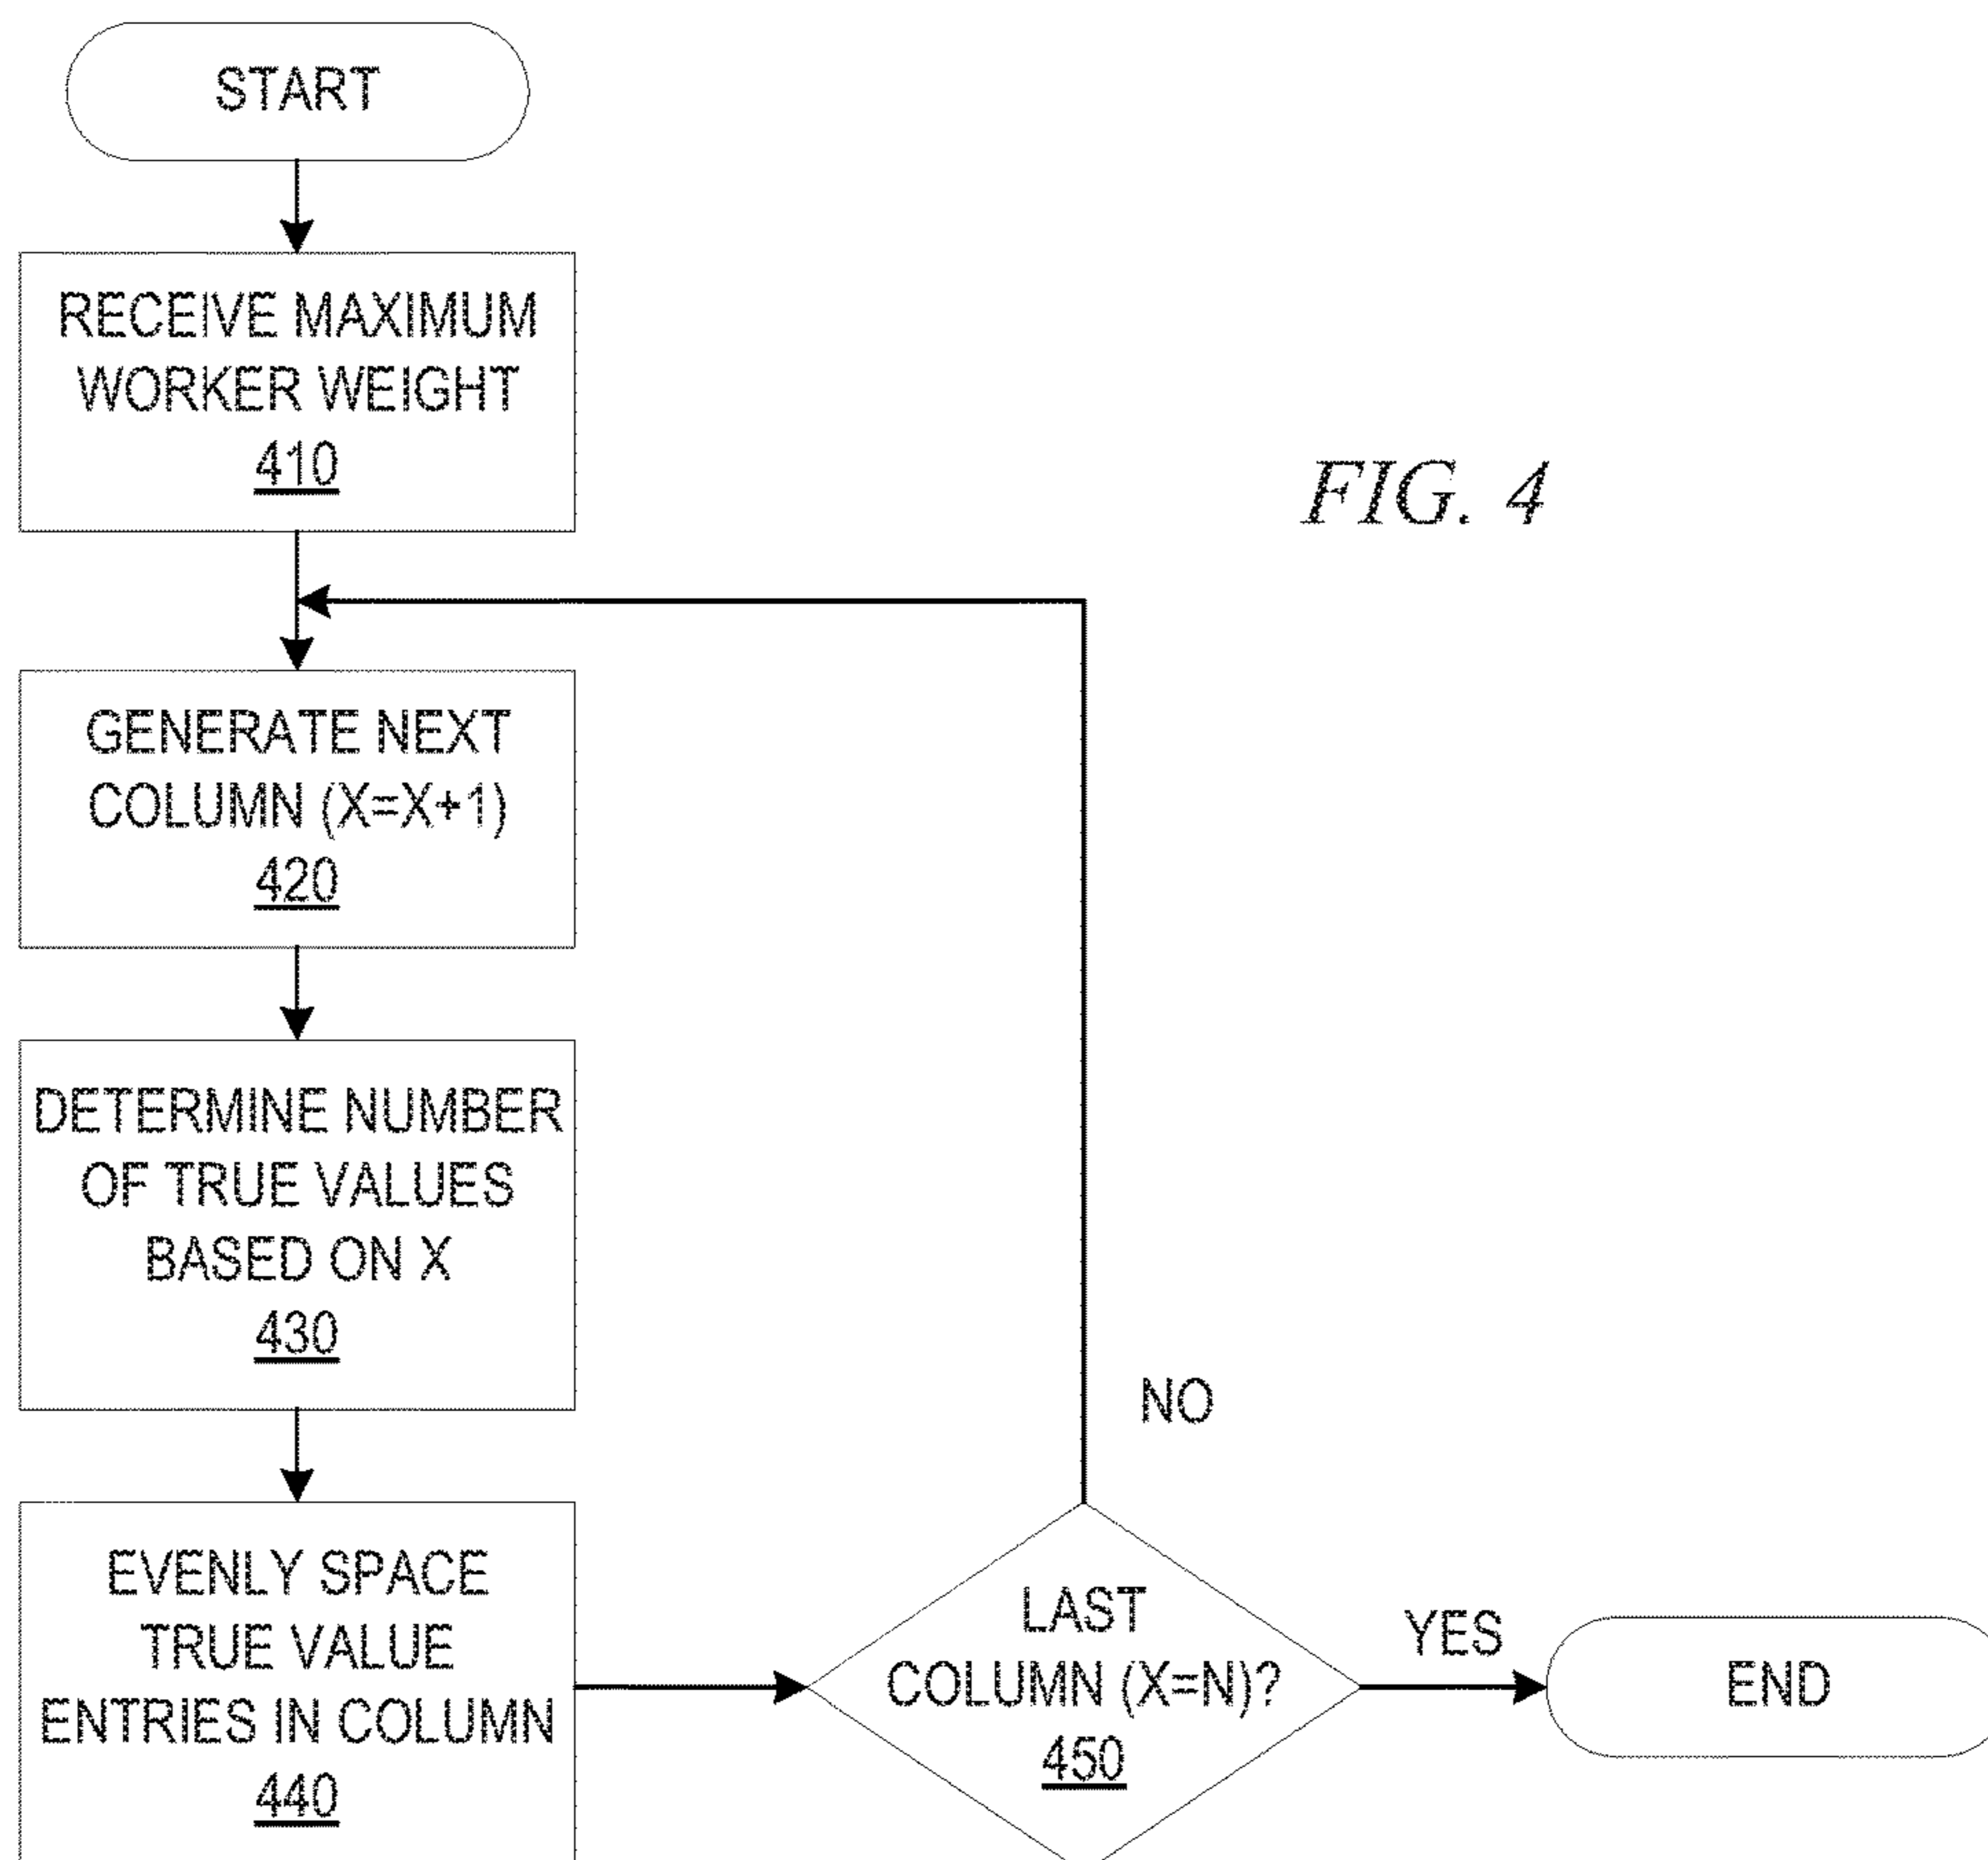 START
RECEIVE MAXIMUM
WORKER WEIGHT
410
FIG. 4
GENERATE NEXT
COLUMN (X=X+1)
420
DETERMINE NUMBER
OF TRUE VALUES
BASED ON X
430
NO
EVENLY SPACE
TRUE VALUE
ENTRIES IN COLUMN
440
LAST
COLUMN (X=N)?
450
YES
END